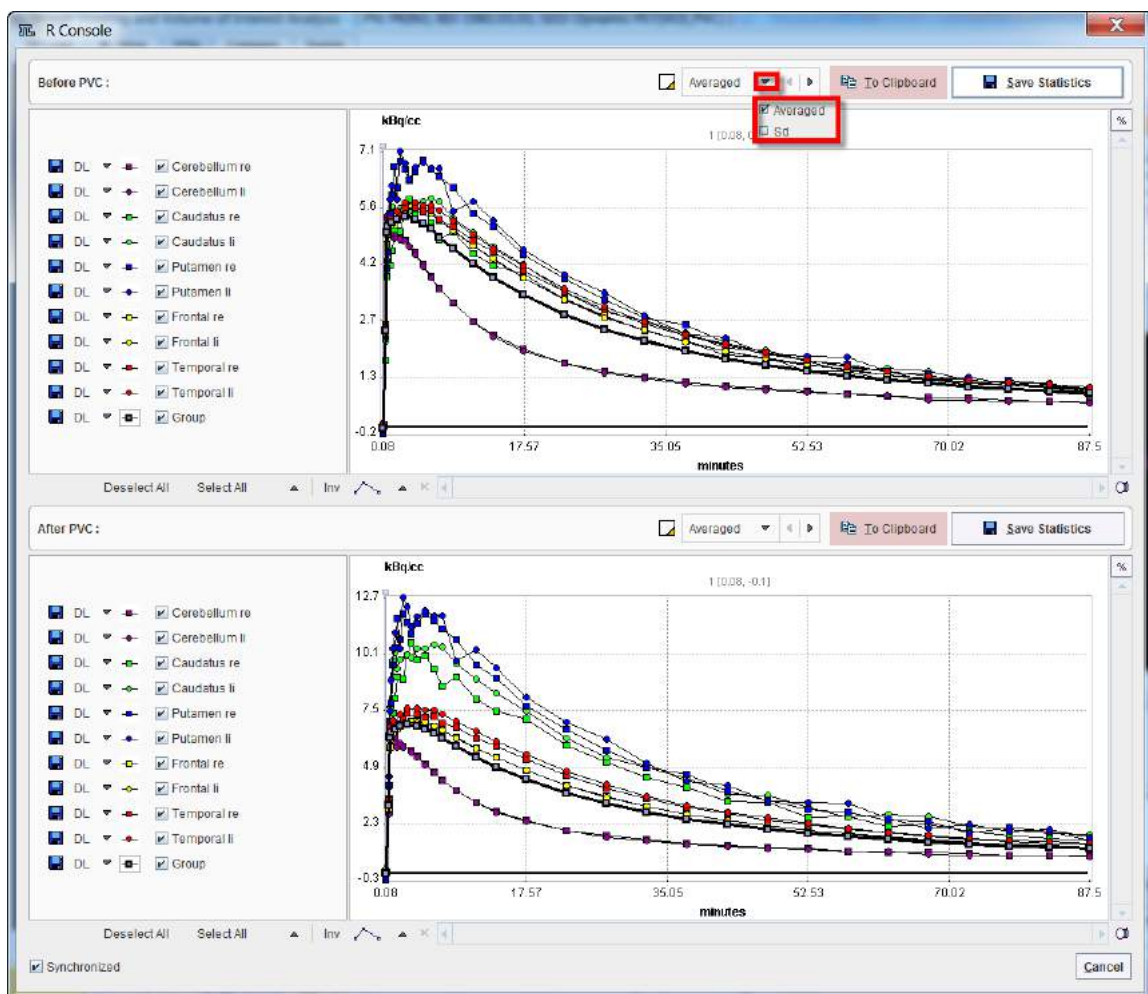 R Console
Before PVC :
Averaged
To Clipboard
Save Statistics
Averaged
Sd
kBq/cc
1 [0.08, 0
%
7.1
5.6
4.2
2.7
1.3
-0.2
0.08
17.57
35.05
52.53
70.02
87.5
minutes
DL Cerebellum re
DL Cerebellum li
DL Caudatus re
DL Caudatus li
DL Putamen re
DL Putamen li
DL Frontal re
DL Frontal li
DL Temporal re
DL Temporal li
DL Group
Deselect All Select All Inv
After PVC :
Averaged
To Clipboard
Save Statistics
kBq/cc
1 [0.08, -0.1]
%
12.7
10.1
7.5
4.9
2.3
-0.3
0.08
17.57
35.05
52.53
70.02
87.5
minutes
DL Cerebellum re
DL Cerebellum li
DL Caudatus re
DL Caudatus li
DL Putamen re
DL Putamen li
DL Frontal re
DL Frontal li
DL Temporal re
DL Temporal li
DL Group
Deselect All Select All Inv
Synchronized
Cancel